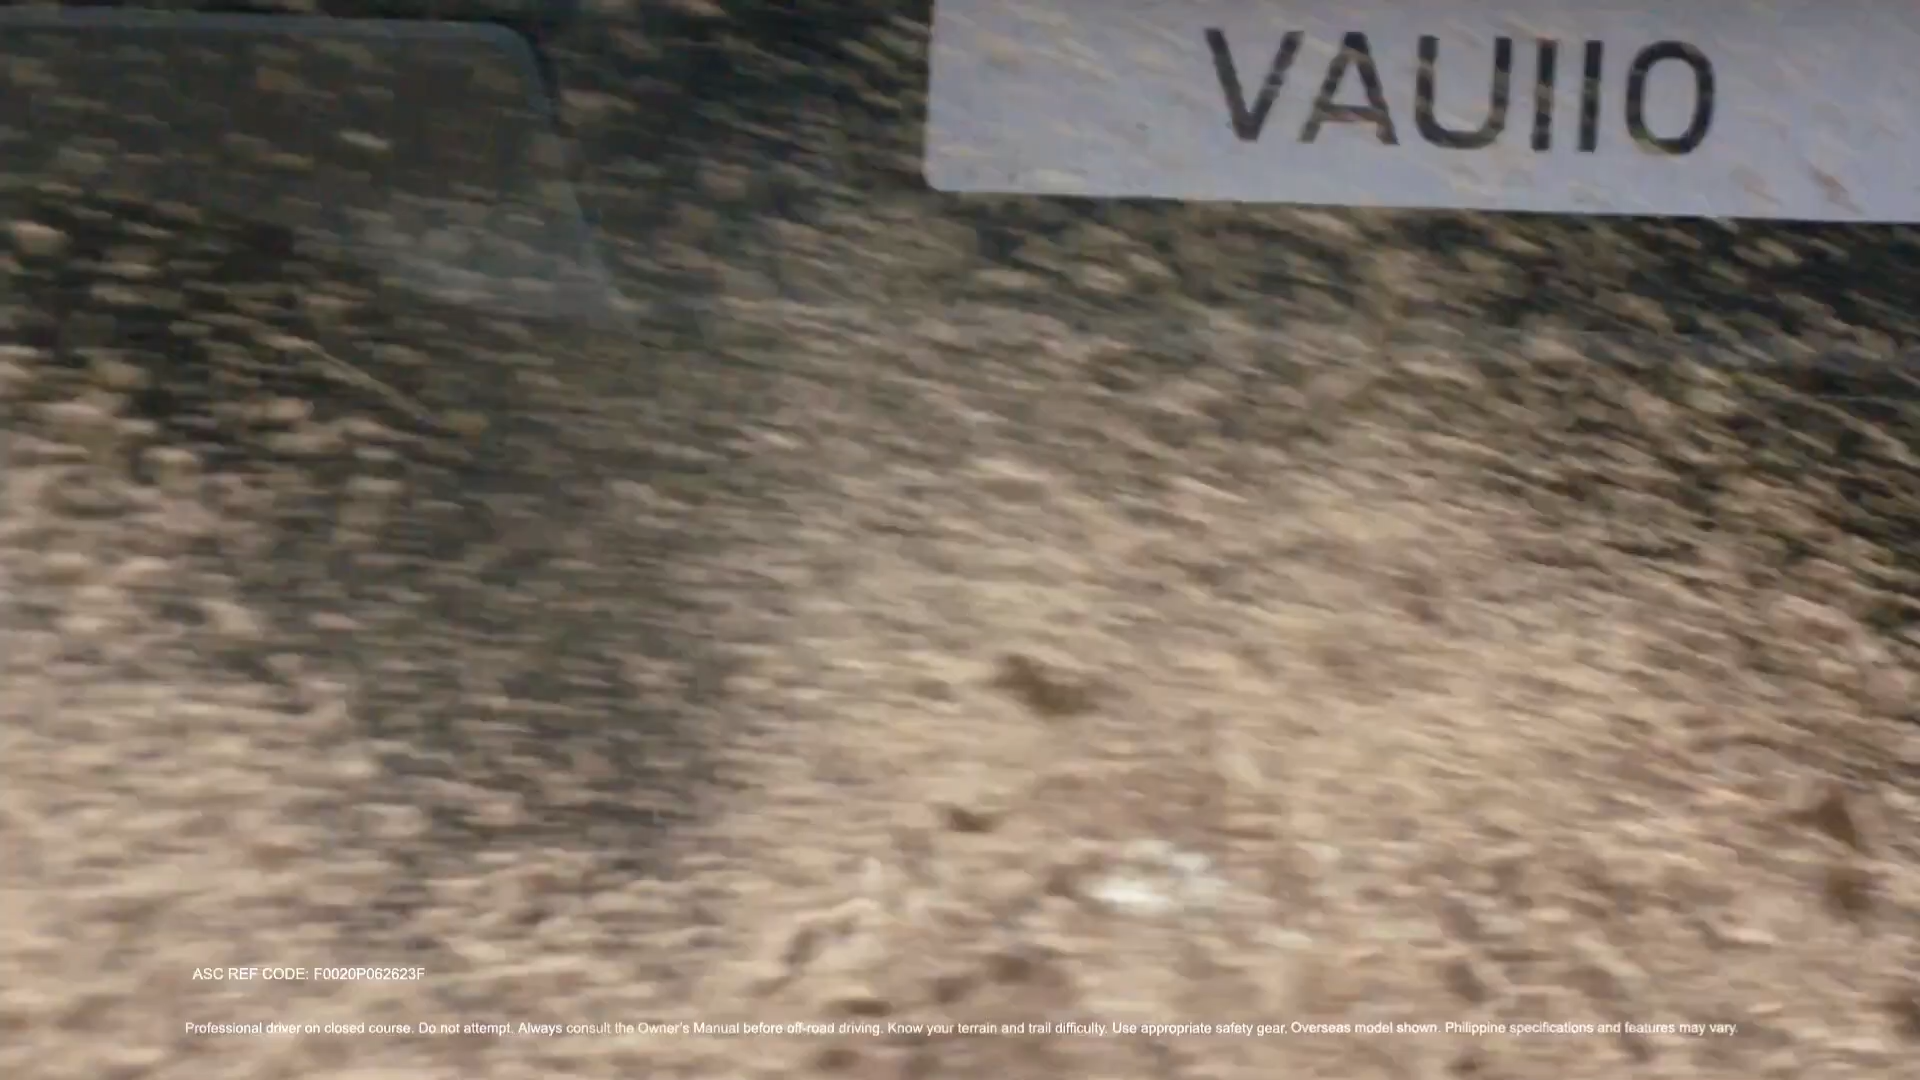 VAUIIO
ASC REF CODE: F0020P062623F
Professional driver on closed course. Do not attempt. Always consult the Owner's Manual before off-road driving. Know your terrain and trail difficulty. Use appropriate safety gear. Overseas model shown. Philippine specifications and features may vary.